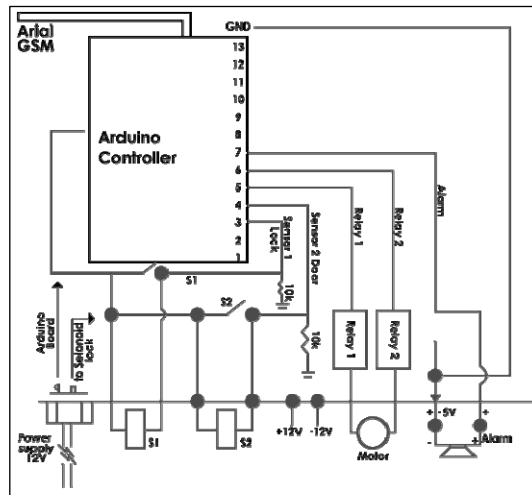 Arial
GSM
GND
13
12
11
10
9
8
7
6
5
4
3
2
1
Arduino
Controller
Sensor 1
Lock
Sensor 2 Door
Relay 1
Relay 2
Alarm
S1
10k
S2
10k
Arduino
Board
to Selonoid
lock
Relay 1
Relay 2
Power
supply
12V
S1
S2
+12V
-12V
Motor
+ -5V +
- +
Alarm